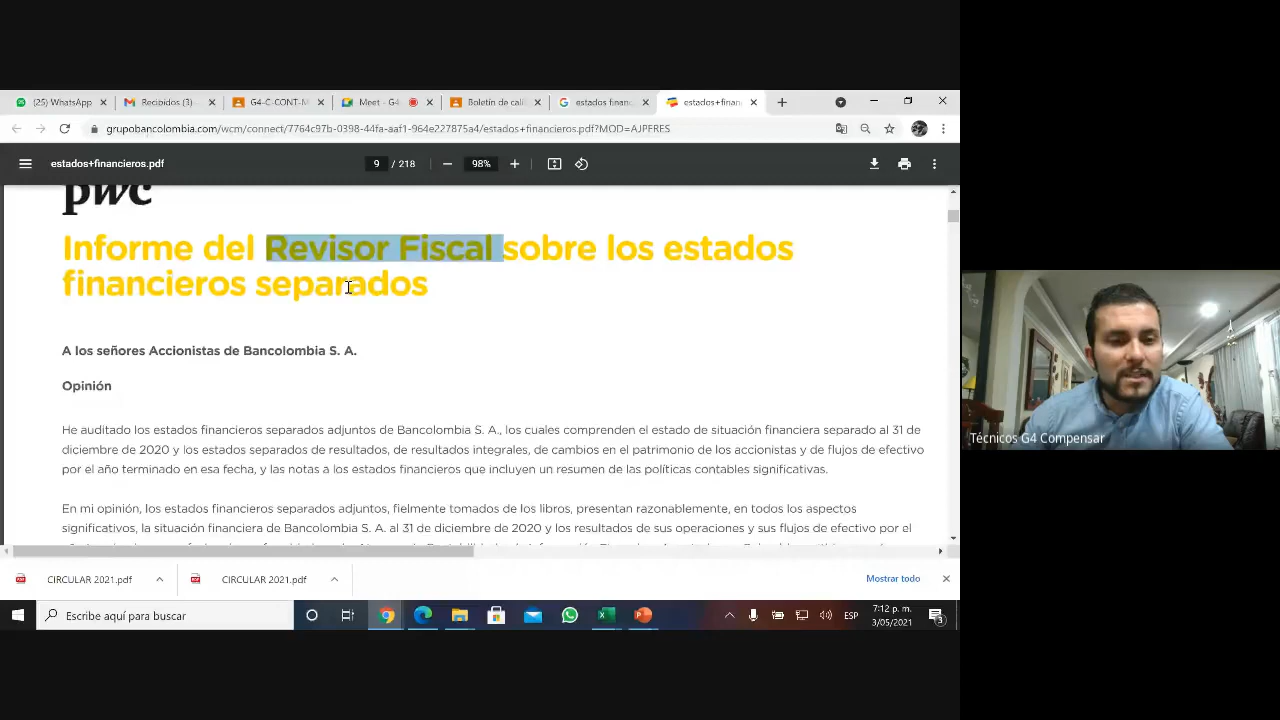 (25) WhatsApp
Recibidos (3)
G4-C-CONT-M
Meet - G4
Boletín de cali
estados financ
estados+finan
grupobancolombia.com/wcm/connect/7764c97b-0398-44fa-aaf1-964e227875a4/estados+financieros.pdf?MOD=AJPERES
estados+financieros.pdf
9 / 218
98%
pwc
Informe del Revisor Fiscal sobre los estados
financieros separados
A los señores Accionistas de Bancolombia S. A.
Opinión
He auditado los estados financieros separados adjuntos de Bancolombia S. A., los cuales comprenden el estado de situación financiera separado al 31 de
diciembre de 2020 y los estados separados de resultados, de resultados integrales, de cambios en el patrimonio de los accionistas y de flujos de efectivo
por el año terminado en esa fecha, y las notas a los estados financieros que incluyen un resumen de las políticas contables significativas.
En mi opinión, los estados financieros separados adjuntos, fielmente tomados de los libros, presentan razonablemente, en todos los aspectos
significativos, la situación financiera de Bancolombia S. A. al 31 de diciembre de 2020 y los resultados de sus operaciones y sus flujos de efectivo por el
Técnicos G4 Compensar
CIRCULAR 2021.pdf
CIRCULAR 2021.pdf
Mostrar todo
Escribe aquí para buscar
ESP
7:12 p. m.
3/05/2021
3